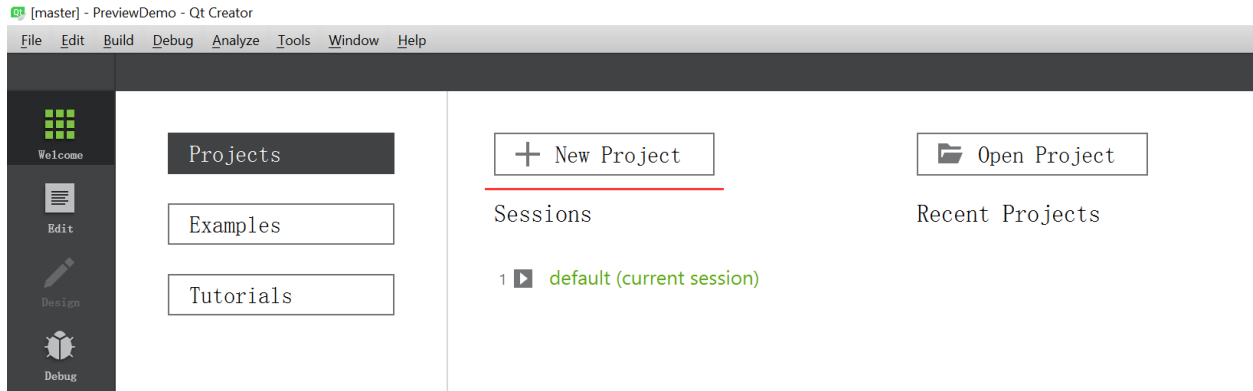 [master] - PreviewDemo - Qt Creator
File Edit Build Debug Analyze Tools Window Help
Welcome
Edit
Design
Debug
Projects
Examples
Tutorials
New Project
Open Project
Sessions
Recent Projects
1 default (current session)